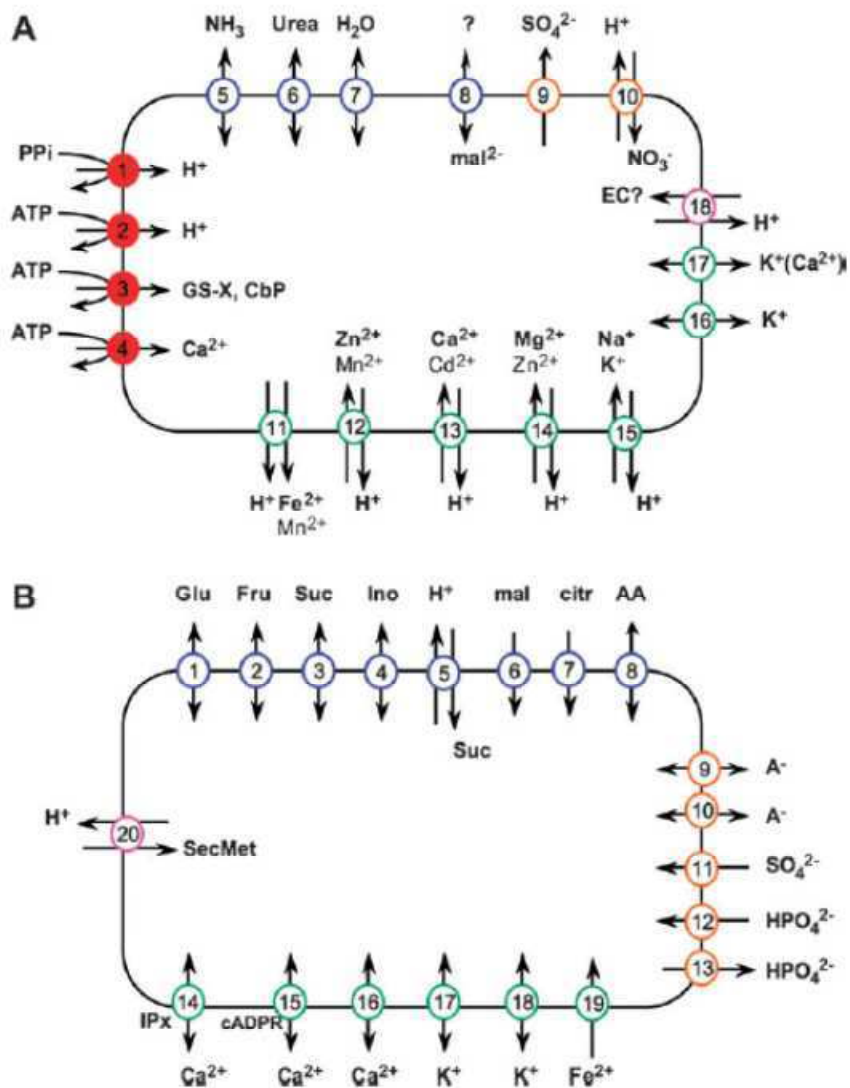 A
NH₃ Urea H₂O ? SO₄²⁻ H⁺
5 6 7 8 9 10
mal²⁻ NO₃⁻
PPi 1 H⁺
EC? 18 H⁺
ATP 2 H⁺
17 K⁺(Ca²⁺)
ATP 3 GS-X, CbP
16 K⁺
ATP 4 Ca²⁺
Zn²⁺ Ca²⁺ Mg²⁺ Na⁺
Mn²⁺ Cd²⁺ Zn²⁺ K⁺
11 12 13 14 15
H⁺ Fe²⁺ H⁺ H⁺ H⁺ H⁺
Mn²⁺
B
Glu Fru Suc Ino H⁺ mal citr AA
1 2 3 4 5 6 7 8
Suc
9 A⁻
10 A⁻
H⁺ 20 SecMet
11 SO₄²⁻
12 HPO₄²⁻
13 HPO₄²⁻
14 15 16 17 18 19
IPx cADPR
Ca²⁺ Ca²⁺ Ca²⁺ K⁺ K⁺ Fe²⁺